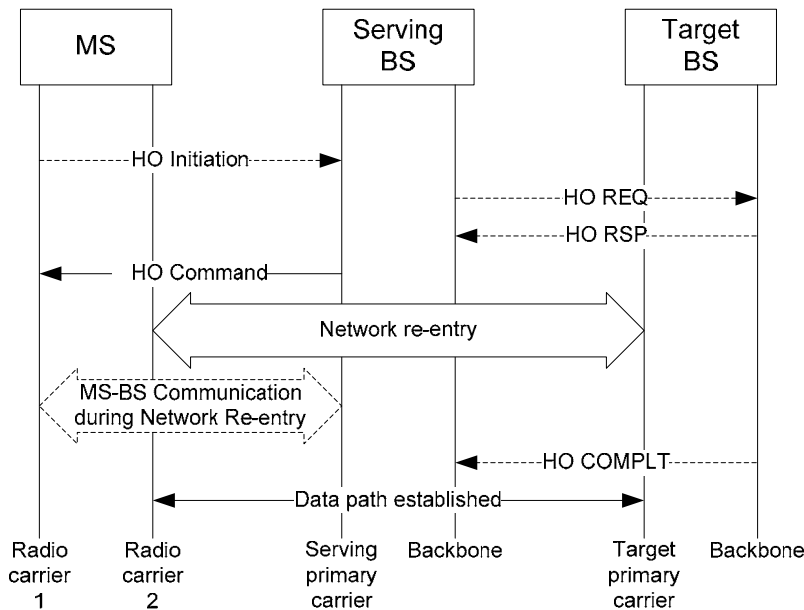 MS
Serving
BS
Target
BS
HO Initiation
HO REQ
HO RSP
HO Command
Network re-entry
MS-BS Communication
during Network Re-entry
HO COMPLT
Data path established
Radio
carrier
1
Radio
carrier
2
Serving
primary
carrier
Backbone
Target
primary
carrier
Backbone